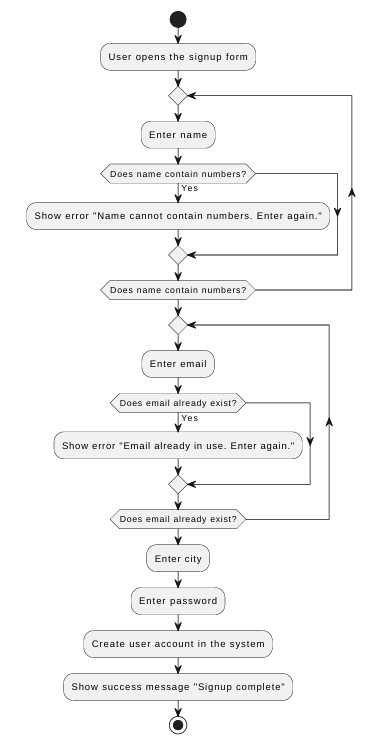 User opens the signup form
Enter name
Does name contain numbers?
Yes
Show error "Name cannot contain numbers. Enter again."
Does name contain numbers?
Enter email
Does email already exist?
Yes
Show error "Email already in use. Enter again."
Does email already exist?
Enter city
Enter password
Create user account in the system
Show success message "Signup complete"